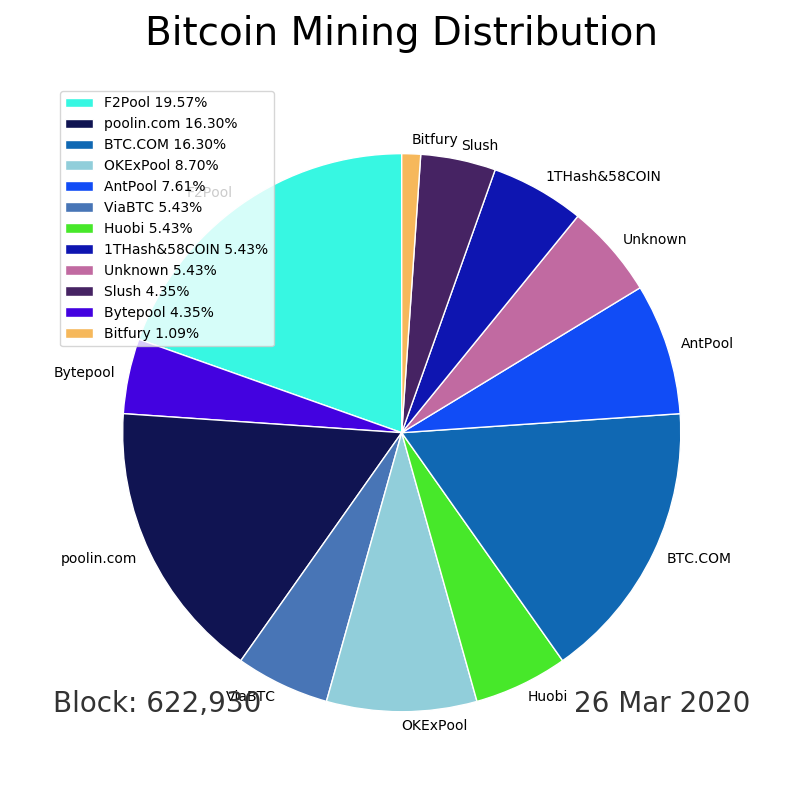 Bitcoin Mining Distribution
F2Pool 19.57%
poolin.com 16.30%
BTC.COM 16.30%
OKExPool 8.70%
AntPool 7.61%
ViaBTC 5.43%
Huobi 5.43%
1THash&58COIN 5.43%
Unknown 5.43%
Slush 4.35%
Bytepool 4.35%
Bitfury 1.09%
F2Pool
Bitfury
Slush
1THash&58COIN
Unknown
AntPool
Bytepool
poolin.com
BTC.COM
ViaBTC
Huobi
OKExPool
Block: 622,930
26 Mar 2020